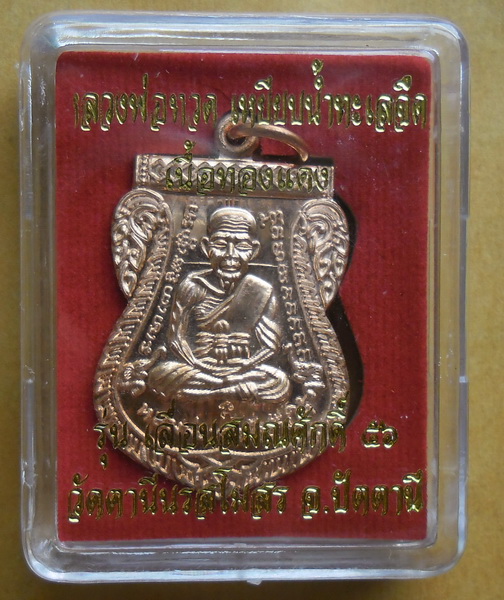 หลวงพ่อทวด เหยียบน้ำทะเลจืด
เนื้อทองแดง
รุ่น เลื่อนสมณศักดิ์ ๕๖
วัดตานีนรสโมสร จ.ปัตตานี